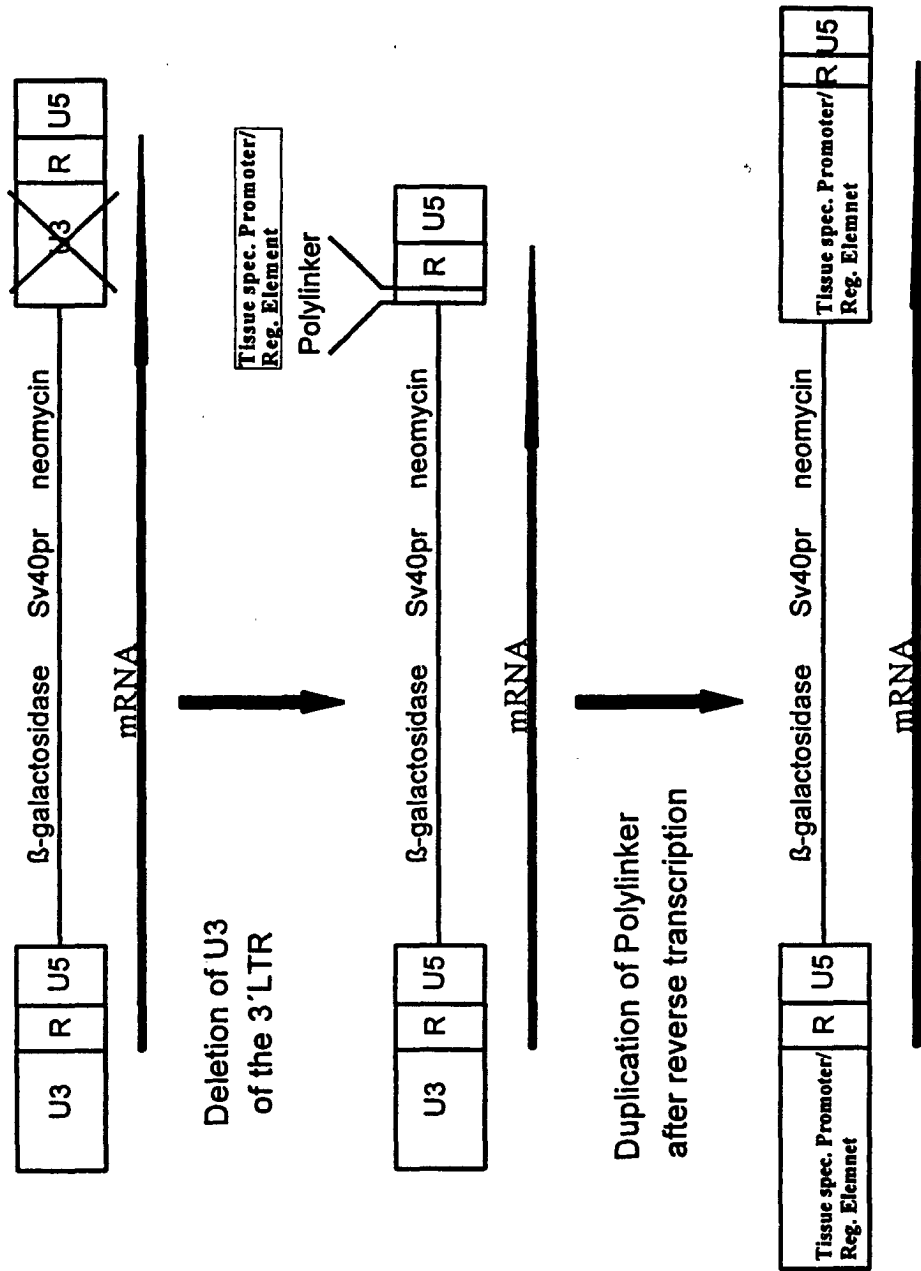 U3 R U5 ß-galactosidase Sv40pr neomycin U3 R U5
mRNA
Deletion of U3
of the 3´LTR
Tissue spec. Promoter/
Reg. Element
Polylinker
U3 R U5 ß-galactosidase Sv40pr neomycin R U5
mRNA
Duplication of Polylinker
after reverse transcription
Tissue spec. Promoter/
Reg. Elemnet
R U5 ß-galactosidase Sv40pr neomycin
Tissue spec. Promoter/
Reg. Elemnet
R U5
mRNA